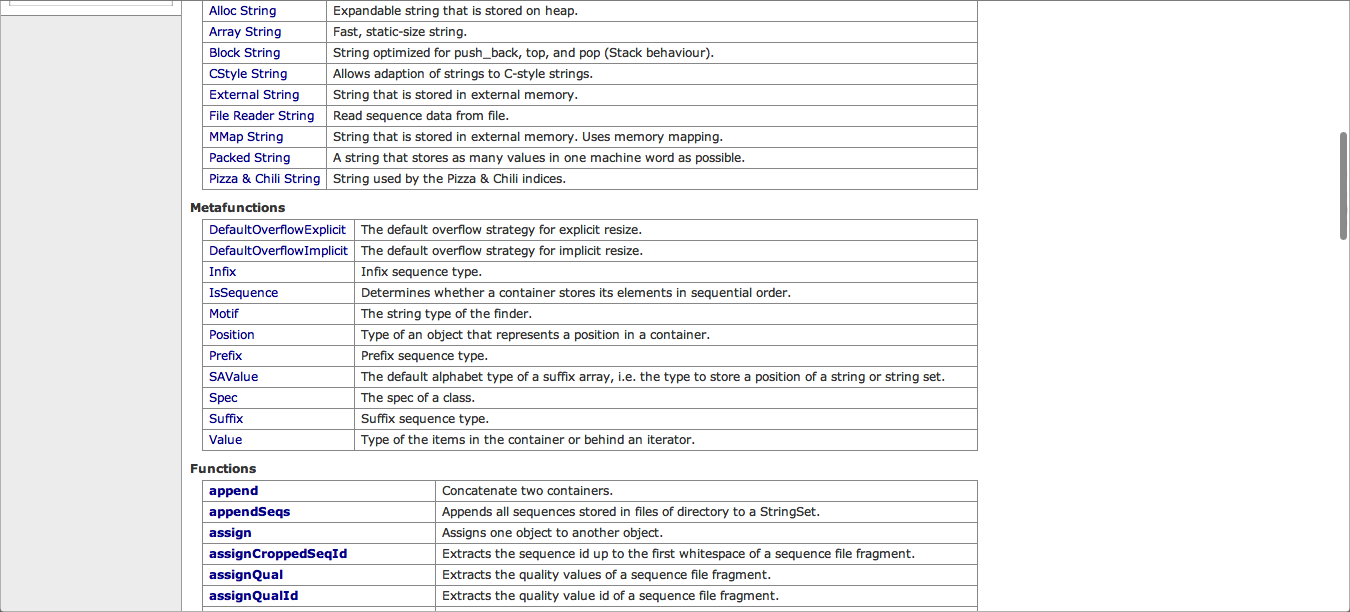 Alloc String Expandable string that is stored on heap.
Array String Fast, static-size string.
Block String String optimized for push_back, top, and pop (Stack behaviour).
CStyle String Allows adaption of strings to C-style strings.
External String String that is stored in external memory.
File Reader String Read sequence data from file.
MMap String String that is stored in external memory. Uses memory mapping.
Packed String A string that stores as many values in one machine word as possible.
Pizza & Chili String String used by the Pizza & Chili indices.
Metafunctions
DefaultOverflowExplicit The default overflow strategy for explicit resize.
DefaultOverflowImplicit The default overflow strategy for implicit resize.
Infix Infix sequence type.
IsSequence Determines whether a container stores its elements in sequential order.
Motif The string type of the finder.
Position Type of an object that represents a position in a container.
Prefix Prefix sequence type.
SAValue The default alphabet type of a suffix array, i.e. the type to store a position of a string or string set.
Spec The spec of a class.
Suffix Suffix sequence type.
Value Type of the items in the container or behind an iterator.
Functions
append Concatenate two containers.
appendSeqs Appends all sequences stored in files of directory to a StringSet.
assign Assigns one object to another object.
assignCroppedSeqId Extracts the sequence id up to the first whitespace of a sequence file fragment.
assignQual Extracts the quality values of a sequence file fragment.
assignQualId Extracts the quality value id of a sequence file fragment.